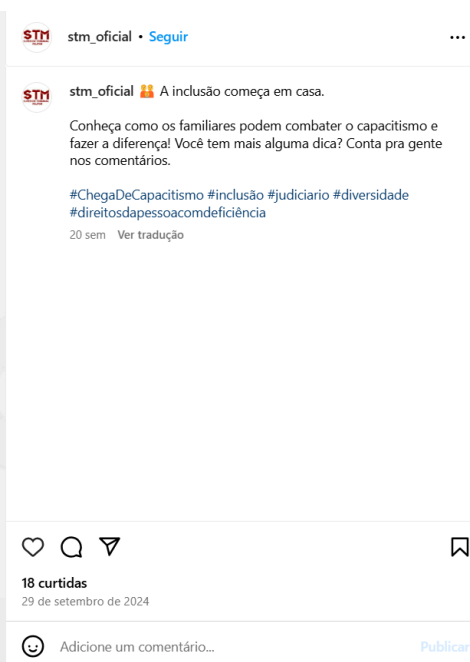 STM
stm_oficial • Seguir
STM
stm_oficial 👥 A inclusão começa em casa.
Conheça como os familiares podem combater o capacitismo e
fazer a diferença! Você tem mais alguma dica? Conta pra gente
nos comentários.
#ChegaDeCapacitismo #inclusão #judiciario #diversidade
#direitosdapessoacomdeficiência
20 sem Ver tradução
18 curtidas
29 de setembro de 2024
Adicione um comentário...
Publicar